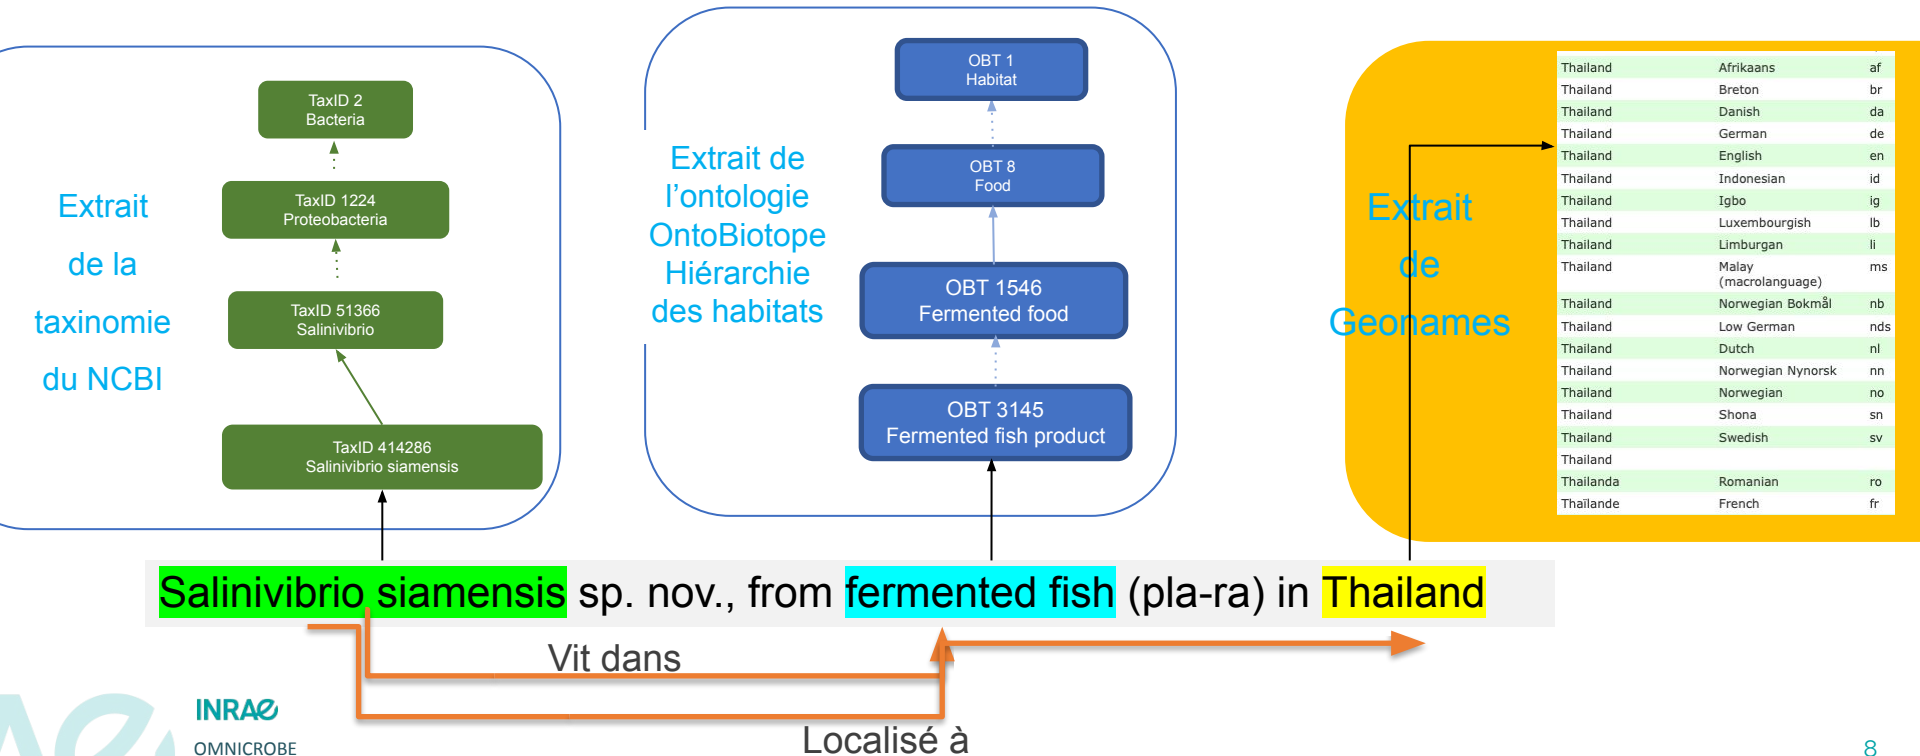 Extrait
de la
taxinomie
du NCBI
TaxID 2
Bacteria
TaxID 1224
Proteobacteria
TaxID 51366
Salinivibrio
TaxID 414286
Salinivibrio siamensis
Extrait de
l'ontologie
OntoBiotope
Hiérarchie
des habitats
OBT 1
Habitat
OBT 8
Food
OBT 1546
Fermented food
OBT 3145
Fermented fish product
Extrait
de
Geonames
Thailand Afrikaans af
Thailand Breton br
Thailand Danish da
Thailand German de
Thailand English en
Thailand Indonesian id
Thailand Igbo ig
Thailand Luxembourgish lb
Thailand Limburgan li
Thailand Malay ms
(macrolanguage)
Thailand Norwegian Bokmål nb
Thailand Low German nds
Thailand Dutch nl
Thailand Norwegian Nynorsk nn
Thailand Norwegian no
Thailand Shona sn
Thailand Swedish sv
Thailand
Thailanda Romanian ro
Thaïlande French fr
Salinivibrio siamensis sp. nov., from fermented fish (pla-ra) in Thailand
Vit dans
Localisé à
INRAE
OMNICROBE
8